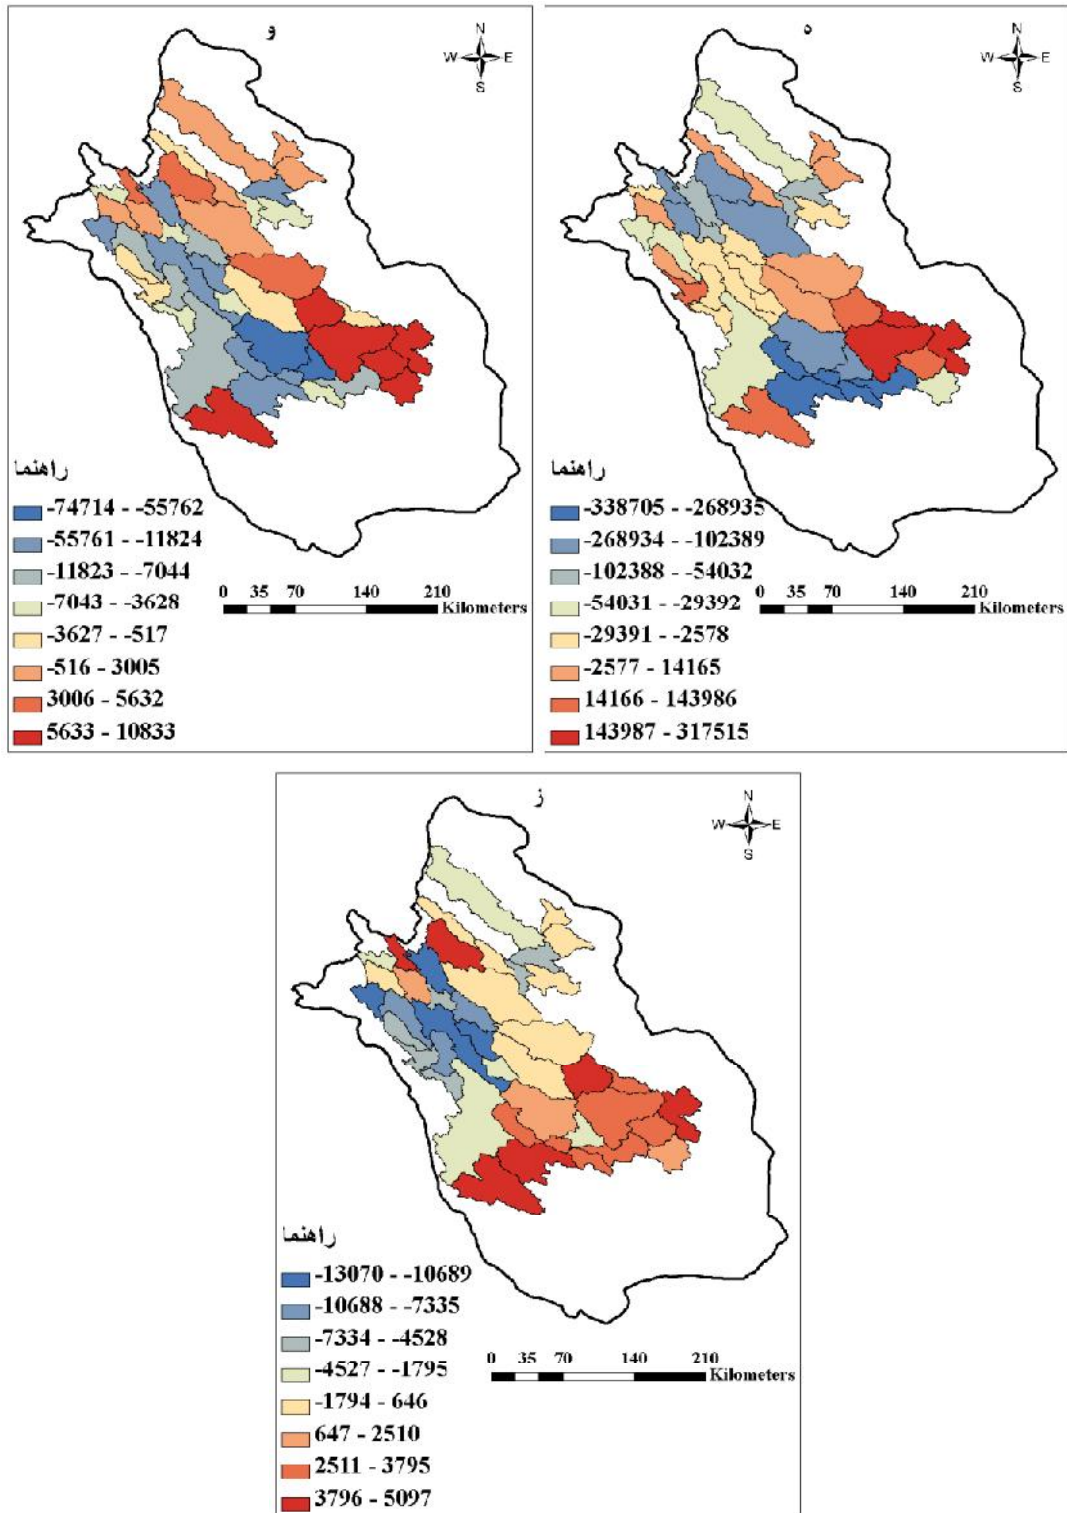 و
N
W E
S
راهنما
-74714 - -55762
-55761 - -11824
-11823 - -7044
-7043 - -3628
-3627 - -517
-516 - 3005
3006 - 5632
5633 - 10833
0 35 70 140 210
Kilometers
ه
N
W E
S
راهنما
-338705 - -268935
-268934 - -102389
-102388 - -54032
-54031 - -29392
-29391 - -2578
-2577 - 14165
14166 - 143986
143987 - 317515
0 35 70 140 210
Kilometers
ز
N
W E
S
راهنما
-13070 - -10689
-10688 - -7335
-7334 - -4528
-4527 - -1795
-1794 - 646
647 - 2510
2511 - 3795
3796 - 5097
0 35 70 140 210
Kilometers